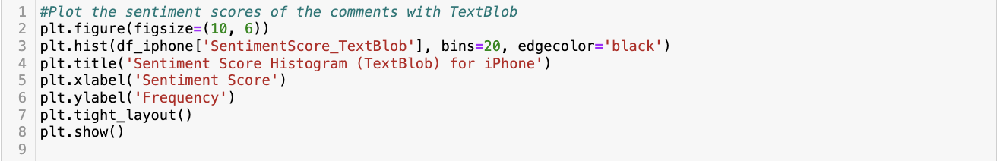 1 #Plot the sentiment scores of the comments with TextBlob
2 plt.figure(figsize=(10, 6))
3 plt.hist(df_iphone['SentimentScore_TextBlob'], bins=20, edgecolor='black')
4 plt.title('Sentiment Score Histogram (TextBlob) for iPhone')
5 plt.xlabel('Sentiment Score')
6 plt.ylabel('Frequency')
7 plt.tight_layout()
8 plt.show()
9